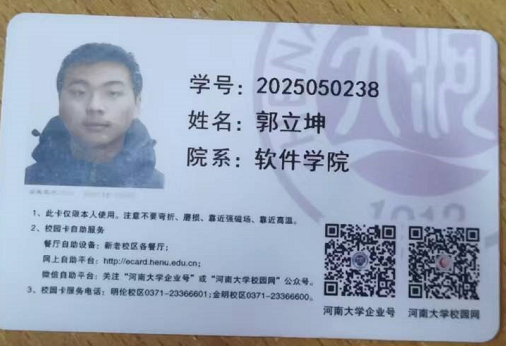 学号：2025050238
姓名：郭立坤
院系：软件学院
1、此卡仅限本人使用。注意不要弯折、磨损、靠近强磁场、靠近高温。
2、校园卡自助服务
餐厅自助设备：新老校区各餐厅；
网上自助平台：http://ecard.henu.edu.cn；
微信自助平台：关注“河南大学企业号”或“河南大学校园网”公众号。
3、校园卡服务电话：明伦校区0371-23366601；金明校区0371-23366600。
河南大学企业号 河南大学校园网
1912